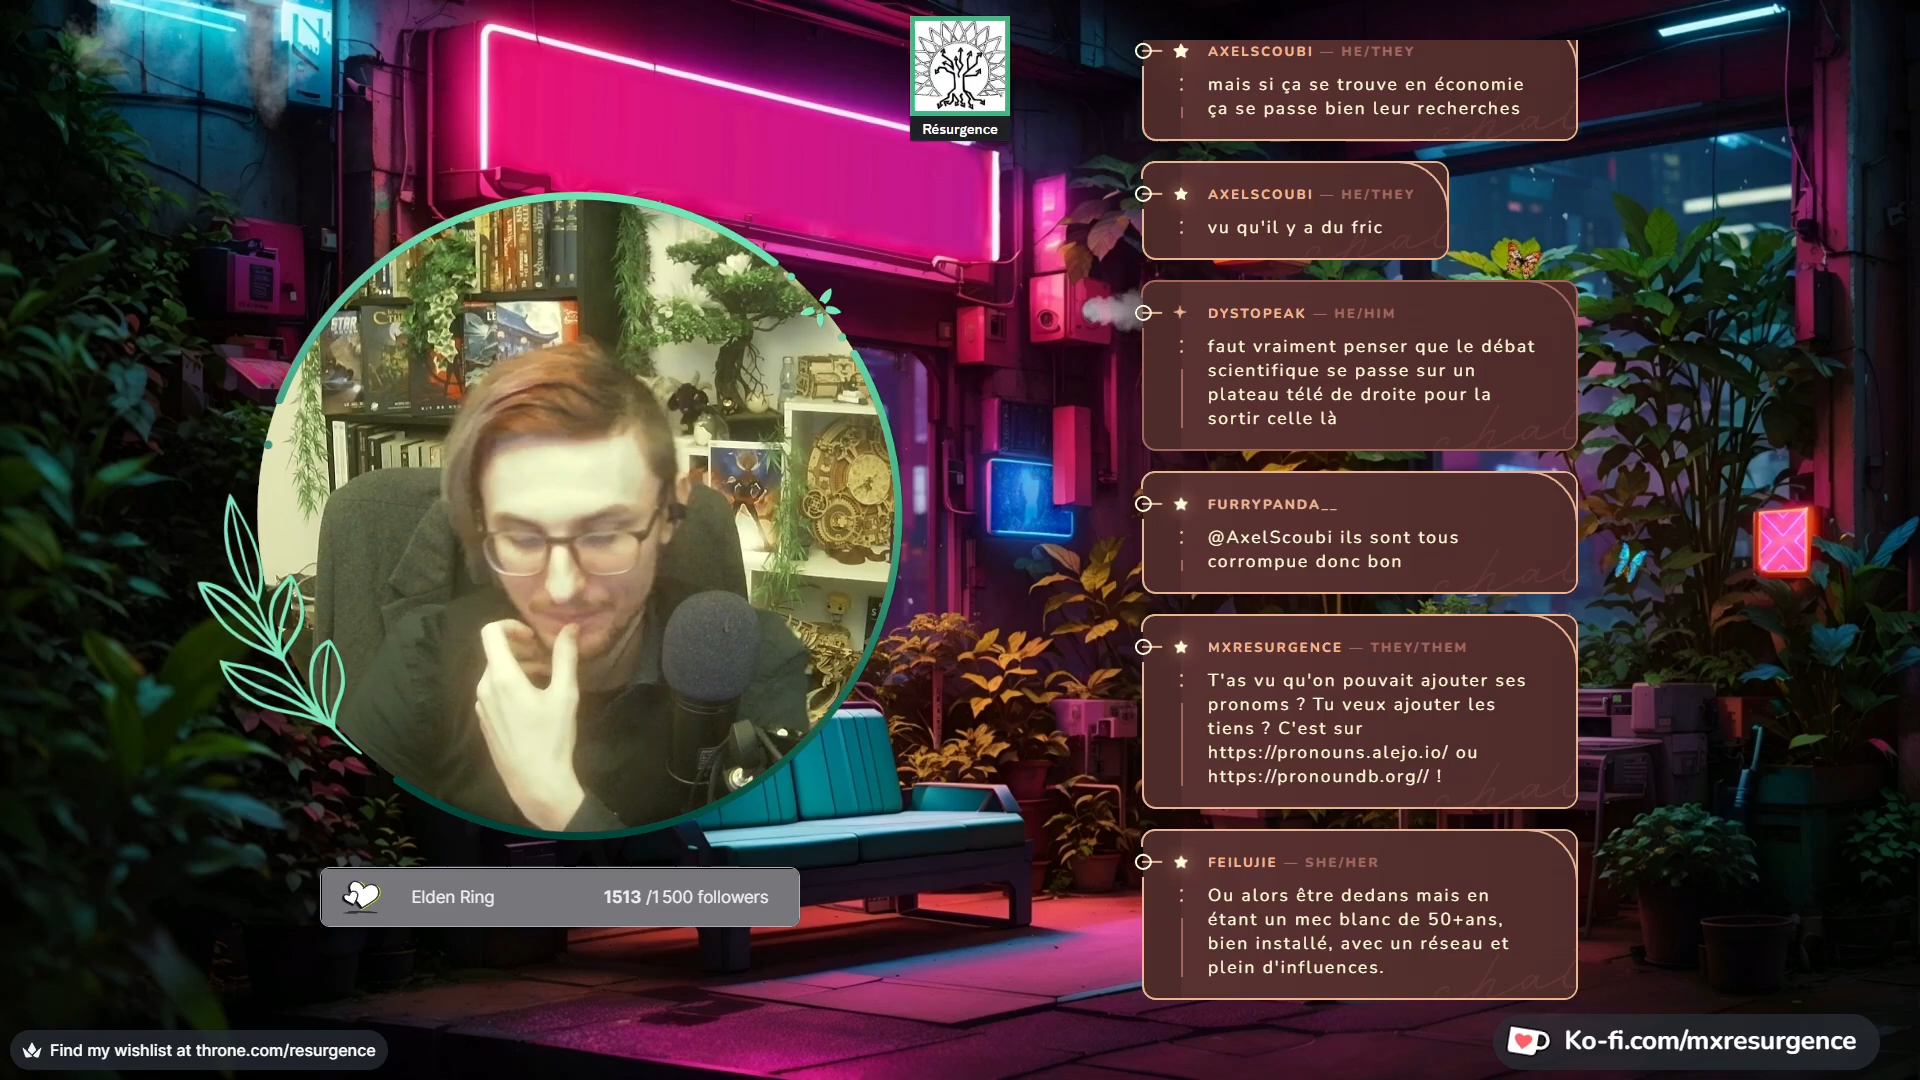 Résurgence
AXELSCOUBI — HE/THEY
mais si ça se trouve en économie
ça se passe bien leur recherches
AXELSCOUBI — HE/THEY
vu qu'il y a du fric
DYSTOPEAK — HE/HIM
faut vraiment penser que le débat
scientifique se passe sur un
plateau télé de droite pour la
sortir celle là
FURRYPANDA__
@AxelScoubi ils sont tous
corrompue donc bon
MXRESURGENCE — THEY/THEM
T'as vu qu'on pouvait ajouter ses
pronoms ? Tu veux ajouter les
tiens ? C'est sur
https://pronouns.alejo.io/ ou
https://pronoundb.org// !
FEILUJIE — SHE/HER
Ou alors être dedans mais en
étant un mec blanc de 50+ans,
bien installé, avec un réseau et
plein d'influences.
Elden Ring 1513 /1 500 followers
Find my wishlist at throne.com/resurgence
Ko-fi.com/mxresurgence